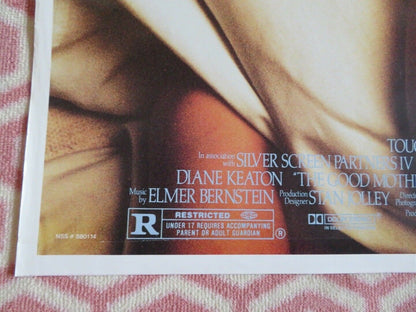 TOUC
In association with SILVER SCREEN PARTNERS IV
DIANE KEATON "THE GOOD MOTHE
Music by ELMER BERNSTEIN Production Designer STAN JOLLEY
R RESTRICTED
UNDER 17 REQUIRES ACCOMPANYING
PARENT OR ADULT GUARDIAN ®
NSS # 880114